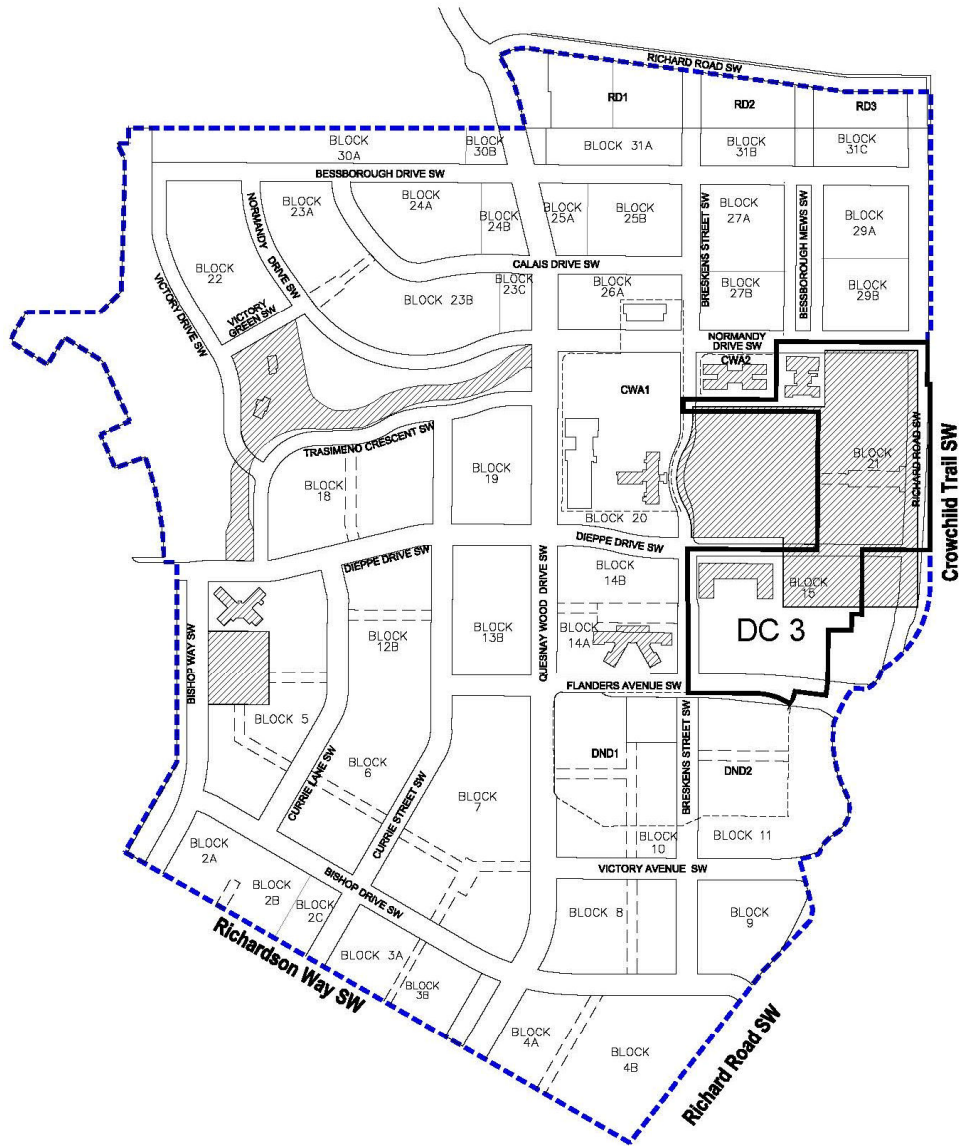 RICHARD ROAD SW
RD1
RD2
RD3
BLOCK
30A
BLOCK
30B
BLOCK 31A
BLOCK
31B
BLOCK
31C
BESSBOROUGH DRIVE SW
NORMANDY DRIVE SW
BLOCK
23A
BLOCK
24A
BLOCK
24B
BLOCK
25A
BLOCK
25B
BRESKENS STREET SW
BLOCK
27A
BESSBOROUGH MEWS SW
BLOCK
29A
BLOCK
22
VICTORY DRIVE SW
VICTORY
GREEN SW
CALAIS DRIVE SW
BLOCK 23B
BLOCK
23C
BLOCK
26A
BLOCK
27B
BLOCK
29B
NORMANDY
DRIVE SW
CWA2
CWA1
TRASIMENO CRESCENT SW
BLOCK
18
BLOCK
19
BLOCK
21
RICHARD ROAD SW
Crowchild Trail SW
BLOCK 20
DIEPPE DRIVE SW
DIEPPE DRIVE SW
BLOCK
14B
BLOCK
15
BISHOP WAY SW
BLOCK
12B
BLOCK
13B
QUESNAY WOOD DRIVE SW
BLOCK
14A
DC 3
FLANDERS AVENUE SW
BLOCK 5
CURRIE LANE SW
BLOCK
6
CURRIE STREET SW
BLOCK
7
DND1
BRESKENS STREET SW
DND2
BLOCK
10
BLOCK 11
VICTORY AVENUE SW
BLOCK
2A
BLOCK
2B
BLOCK
2C
BISHOP DRIVE SW
BLOCK 8
BLOCK
9
Richardson Way SW
BLOCK 3A
BLOCK
3B
BLOCK
4A
BLOCK
4B
Richard Road SW